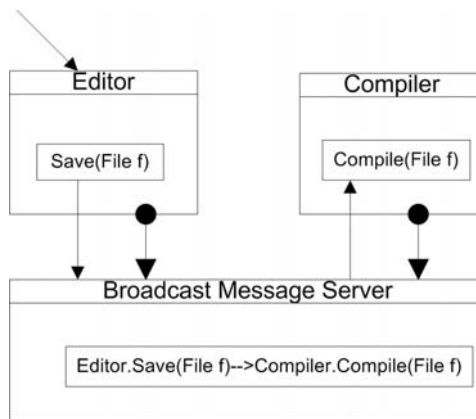 Editor
Compiler
Save(File f)
Compile(File f)
Broadcast Message Server
Editor.Save(File f)-->Compiler.Compile(File f)